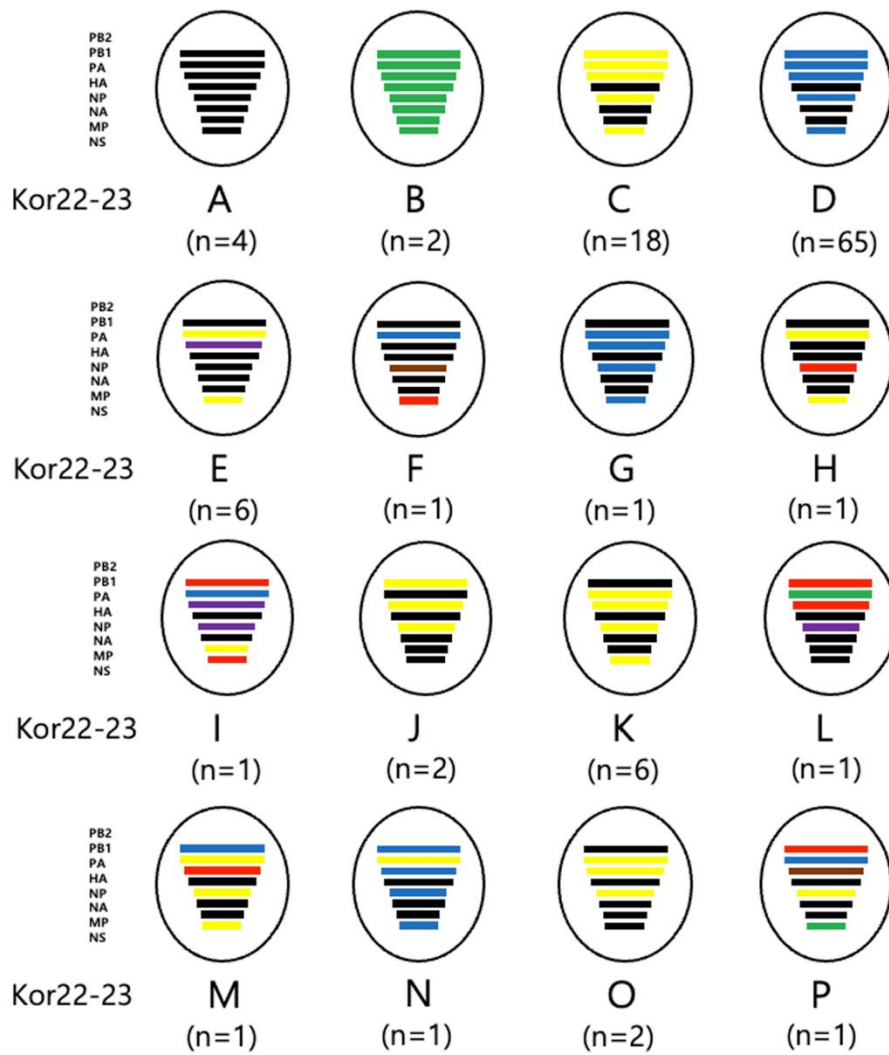 PB2
PB1
PA
HA
NP
NA
MP
NS
Kor22-23 A B C D
(n=4) (n=2) (n=18) (n=65)
PB2
PB1
PA
HA
NP
NA
MP
NS
Kor22-23 E F G H
(n=6) (n=1) (n=1) (n=1)
PB2
PB1
PA
HA
NP
NA
MP
NS
Kor22-23 I J K L
(n=1) (n=2) (n=6) (n=1)
PB2
PB1
PA
HA
NP
NA
MP
NS
Kor22-23 M N O P
(n=1) (n=1) (n=2) (n=1)